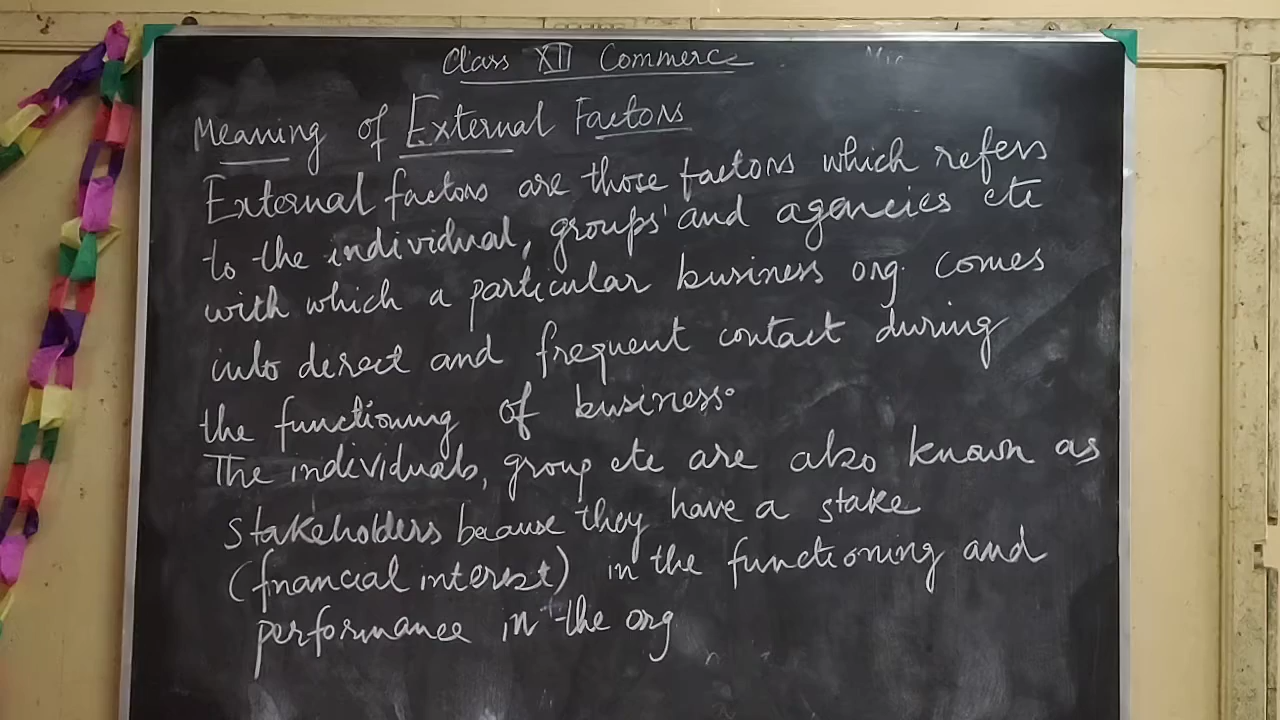 Class XII Commerce
Meaning of External Factors
External factors are those factors which refers
to the individual, groups and agencies etc
with which a particular business org. comes
into derect and frequent contact during
the functioning of business.
The individuals, group etc are also known as
stakeholders because they have a stake
(financial interest) in the functioning and
performance in the org